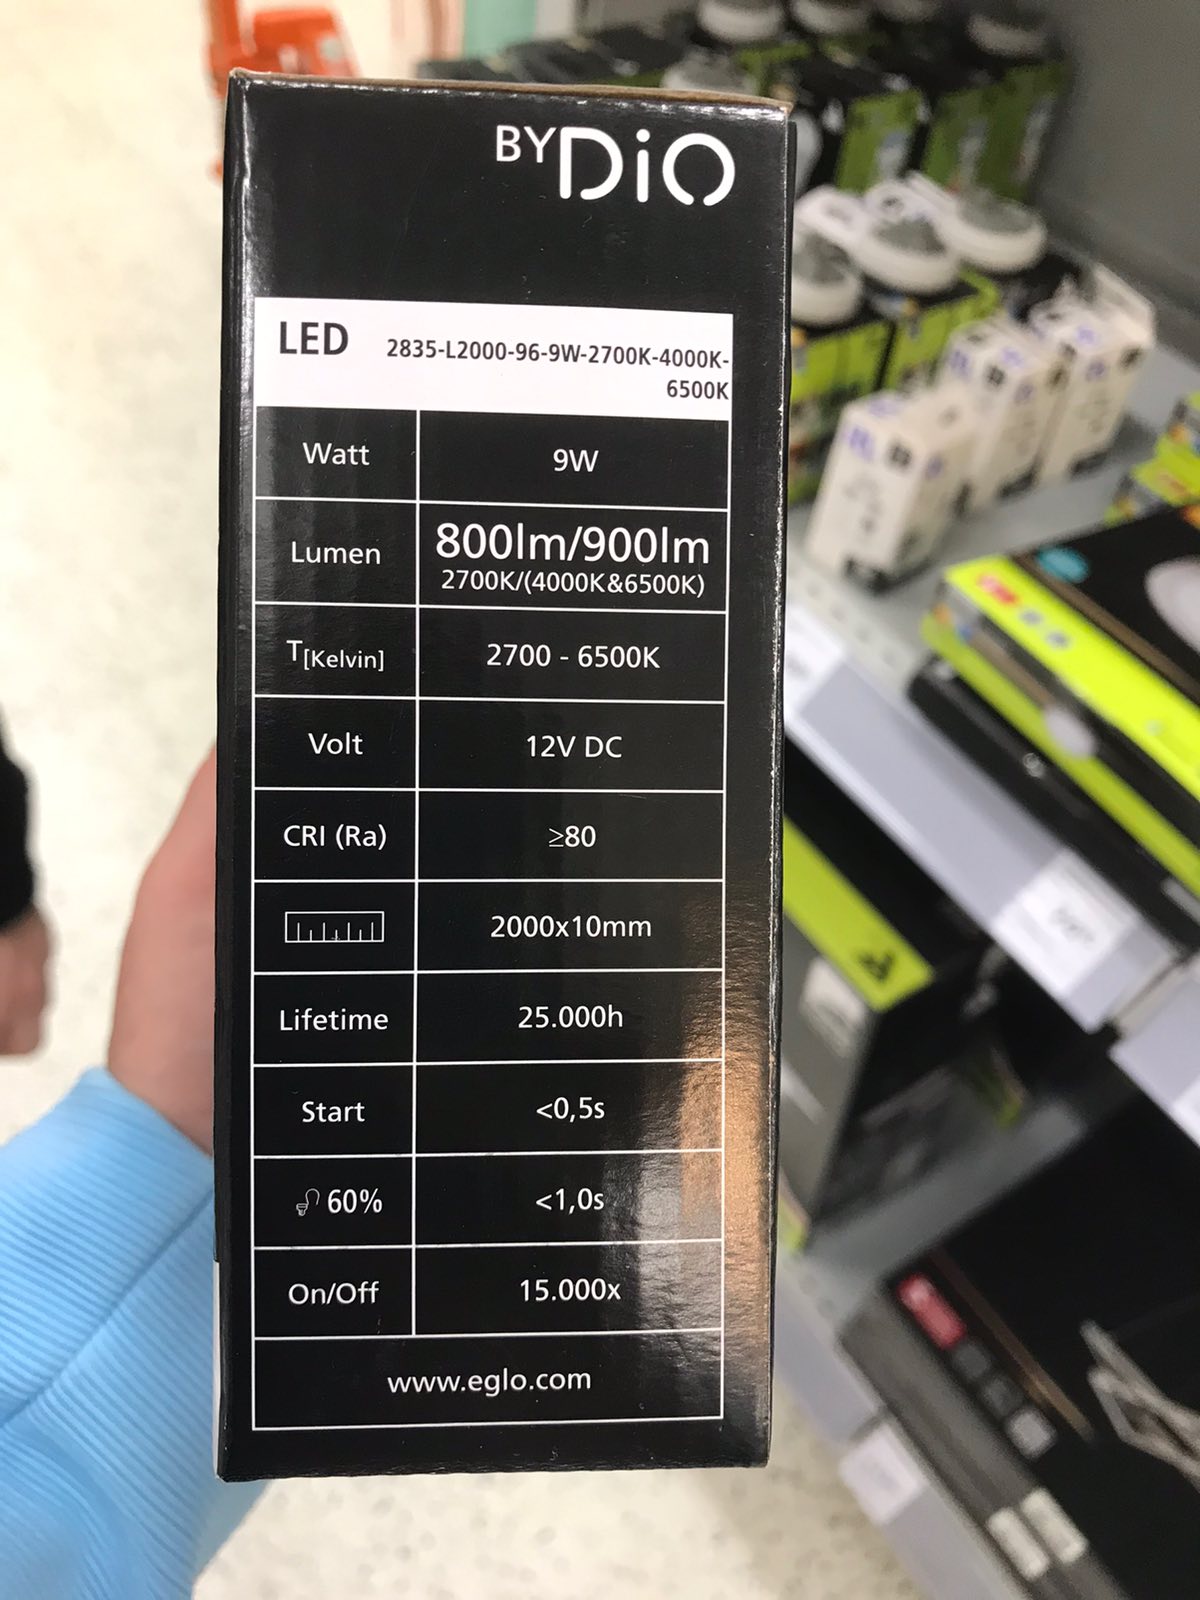 BY DiO
LED 2835-L2000-96-9W-2700K-4000K-
6500K
Watt 9W
Lumen 800lm/900lm
2700K/(4000K&6500K)
T[Kelvin] 2700 - 6500K
Volt 12V DC
CRI (Ra) ≥80
2000x10mm
Lifetime 25.000h
Start <0,5s
60% <1,0s
On/Off 15.000x
www.eglo.com